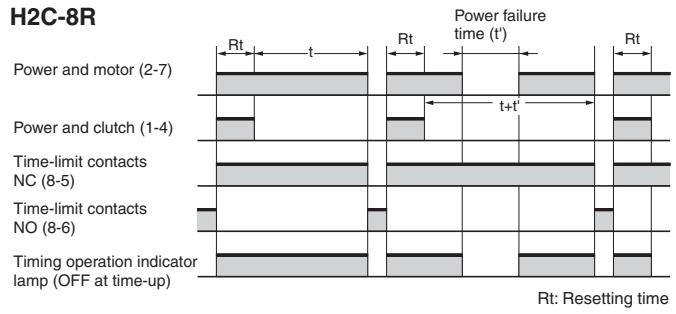 H2C-8R
Power failure
time (t')
Rt
t
Rt
Rt
Power and motor (2-7)
t+t'
Power and clutch (1-4)
Time-limit contacts
NC (8-5)
Time-limit contacts
NO (8-6)
Timing operation indicator
lamp (OFF at time-up)
Rt: Resetting time